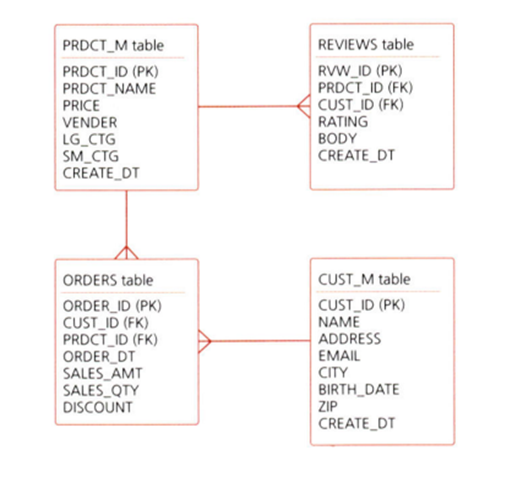 PRDCT_M table
PRDCT_ID (PK)
PRDCT_NAME
PRICE
VENDER
LG_CTG
SM_CTG
CREATE_DT
REVIEWS table
RVW_ID (PK)
PRDCT_ID (FK)
CUST_ID (FK)
RATING
BODY
CREATE_DT
ORDERS table
ORDER_ID (PK)
CUST_ID (FK)
PRDCT_ID (FK)
ORDER_DT
SALES_AMT
SALES_QTY
DISCOUNT
CUST_M table
CUST_ID (PK)
NAME
ADDRESS
EMAIL
CITY
BIRTH_DATE
ZIP
CREATE_DT